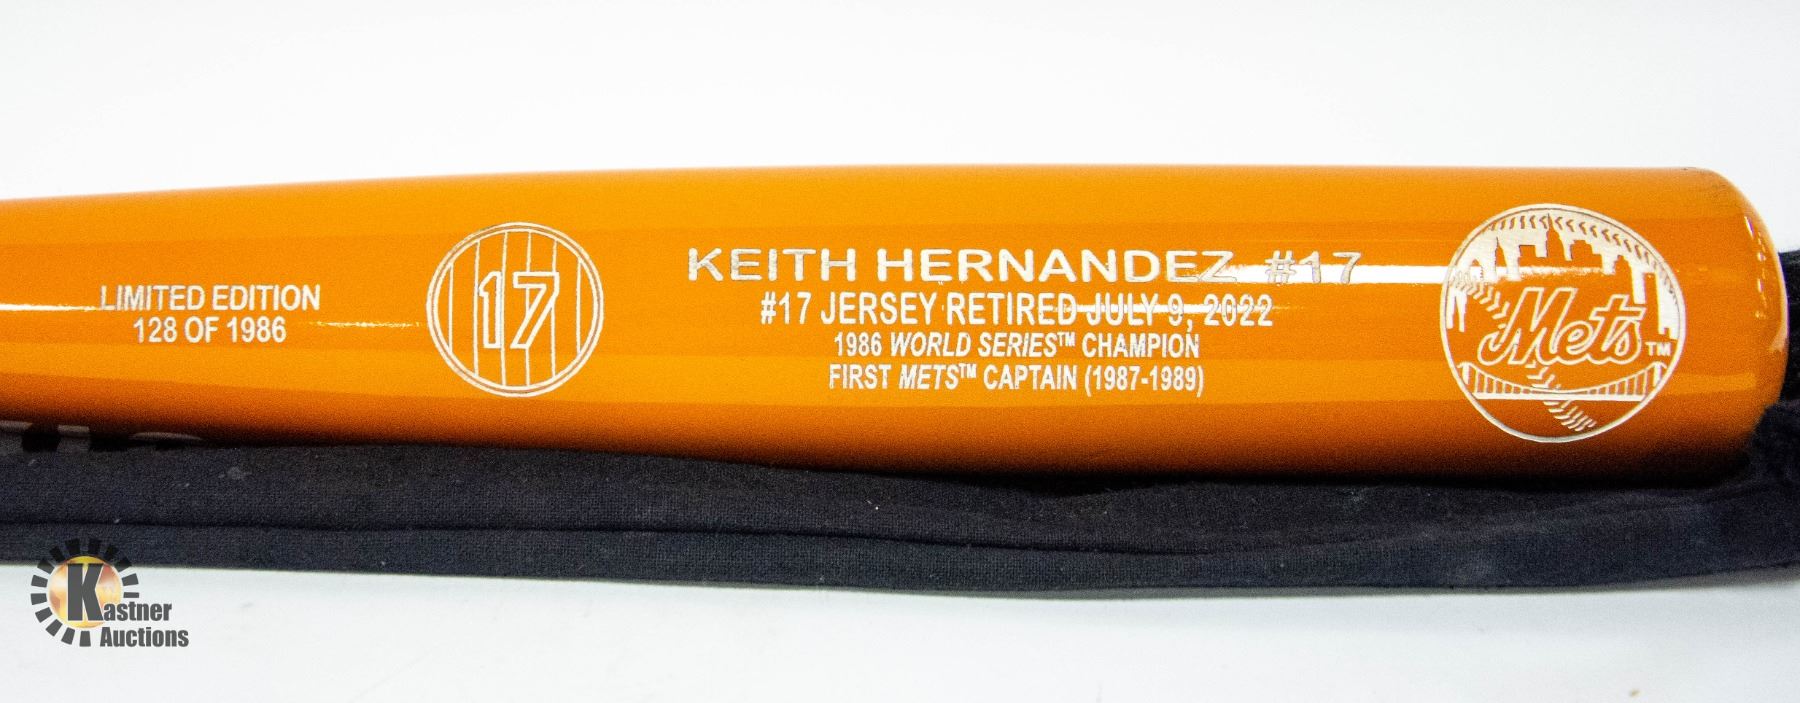 LIMITED EDITION
128 OF 1986
17
KEITH HERNANDEZ #17
#17 JERSEY RETIRED JULY 9, 2022
1986 WORLD SERIES™ CHAMPION
FIRST METS™ CAPTAIN (1987-1989)
Mets™
Kastner
Auctions